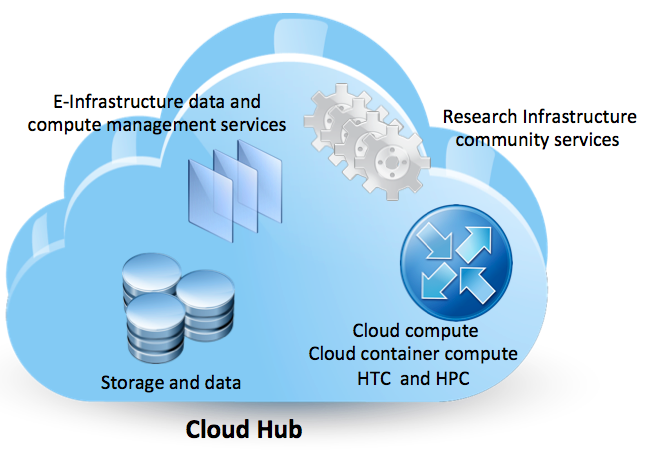 E-Infrastructure data and
compute management services
Research Infrastructure
community services
Storage and data
Cloud compute
Cloud container compute
HTC and HPC
Cloud Hub